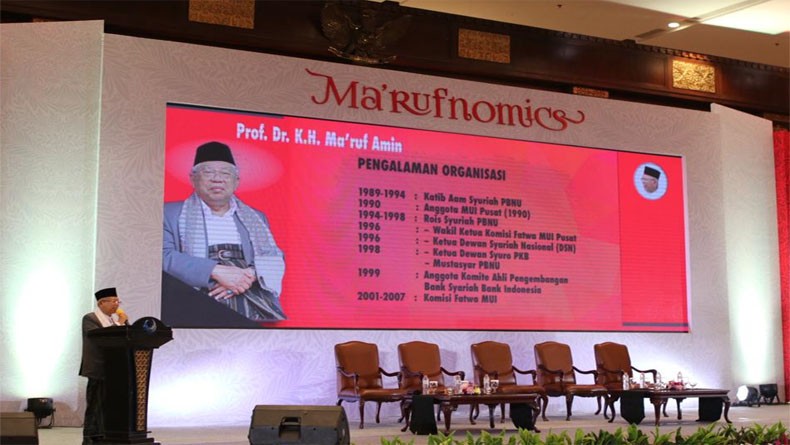 Ma'rufnomics
Prof. Dr. K.H. Ma'ruf Amin
PENGALAMAN ORGANISASI
1989-1994 : Katib Aam Syuriah PBNU
1990 : Anggota MUI Pusat (1990)
1994-1998 : Rois Syuriah PBNU
1996 : – Wakil Ketua Komisi Fatwa MUI Pusat
1996 : – Ketua Dewan Syariah Nasional (DSN)
1998 : – Ketua Dewan Syuro PKB
– Mustasyar PBNU
1999 : Anggota Komite Ahli Pengembangan
Bank Syariah Bank Indonesia
2001-2007 : Komisi Fatwa MUI